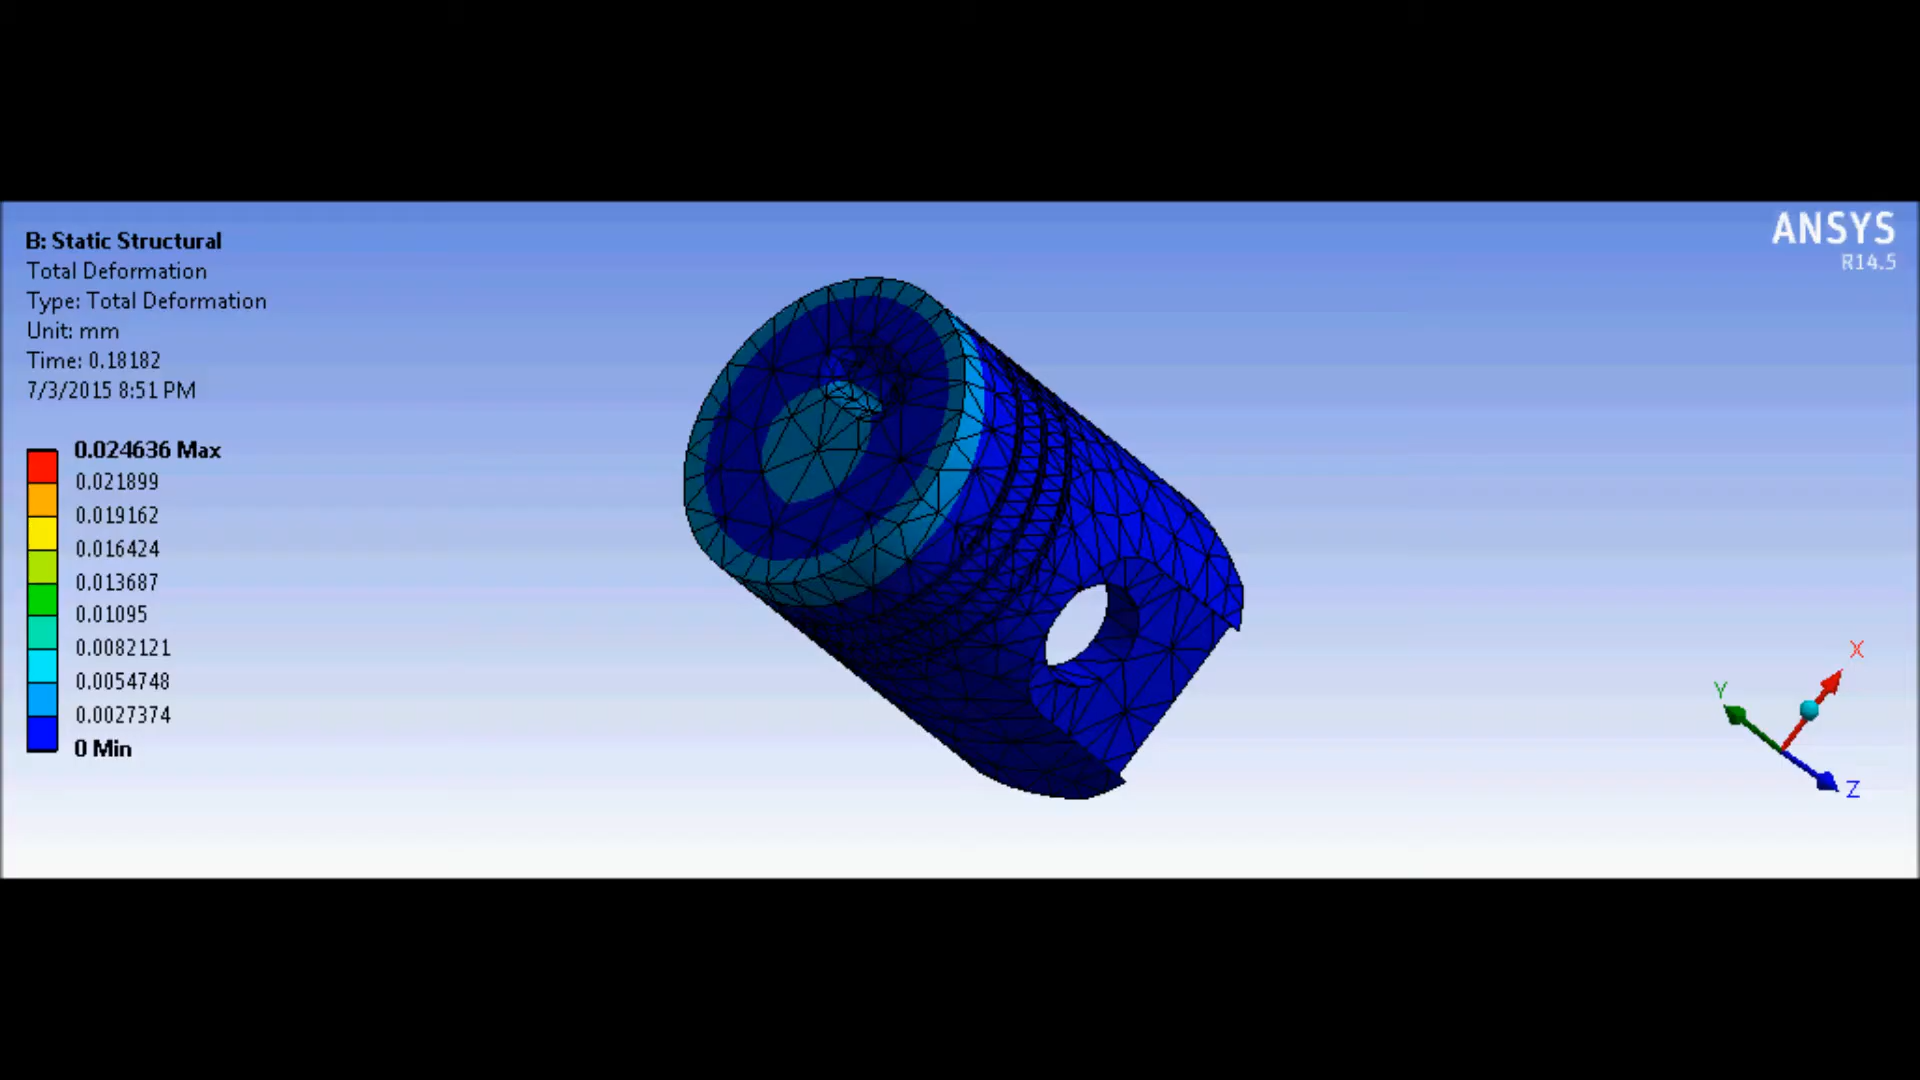 B: Static Structural
Total Deformation
Type: Total Deformation
Unit: mm
Time: 0.18182
7/3/2015 8:51 PM
0.024636 Max
0.021899
0.019162
0.016424
0.013687
0.01095
0.0082121
0.0054748
0.0027374
0 Min
ANSYS
R14.5
X
Y
Z